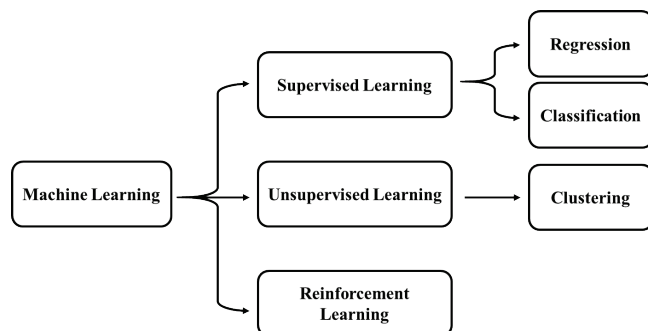 Regression
Supervised Learning
Classification
Machine Learning
Unsupervised Learning
Clustering
Reinforcement
Learning